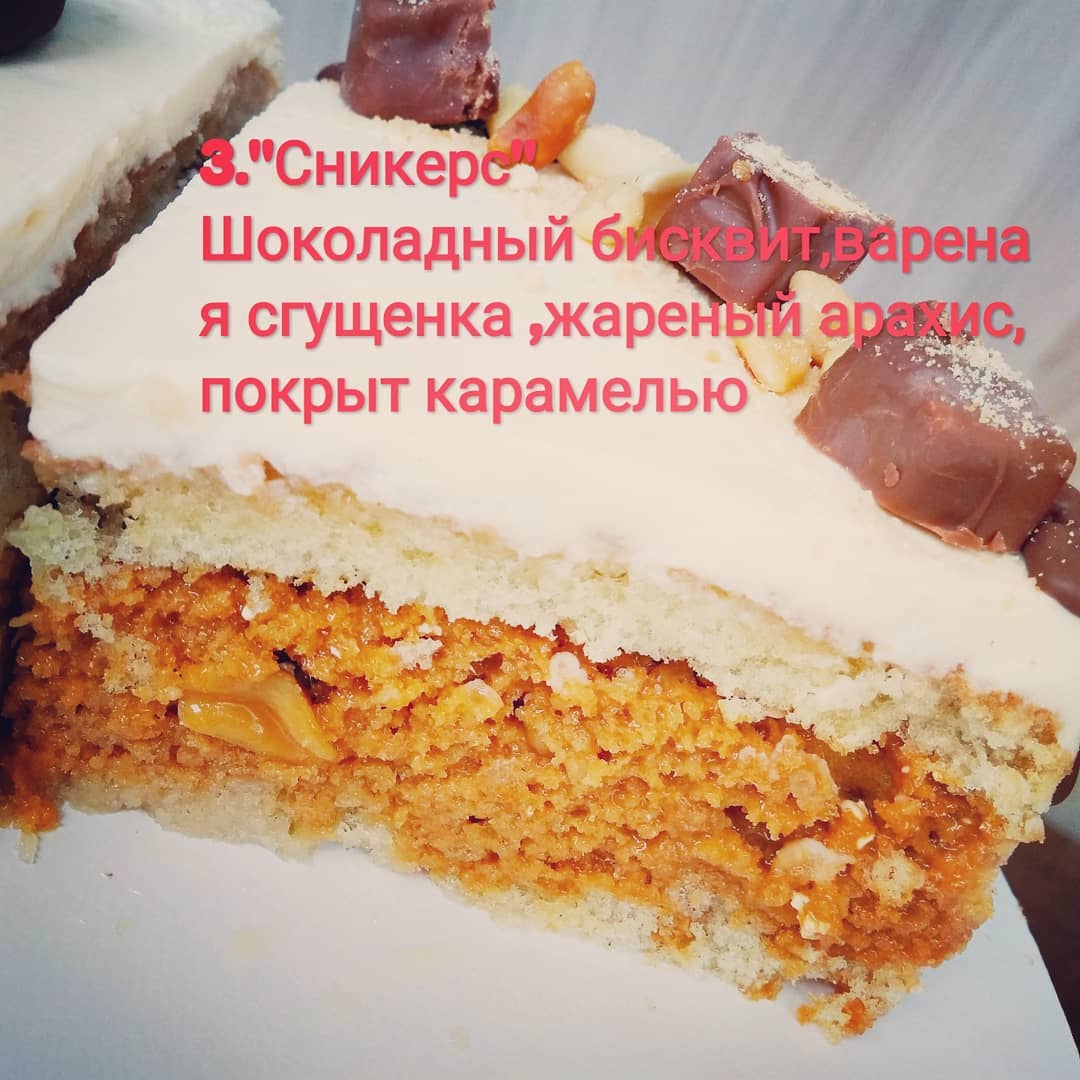 3."Сникерс"
Шоколадный бисквит,варена
я сгущенка ,жареный арахис,
покрыт карамелью